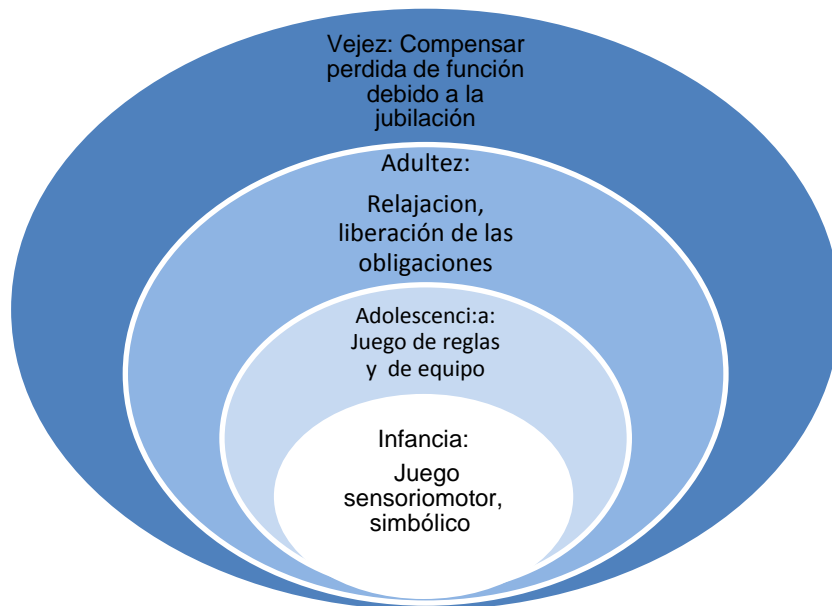 Vejez: Compensar
perdida de función
debido a la
jubilación
Adultez:
Relajacion,
liberación de las
obligaciones
Adolescenci:a:
Juego de reglas
y de equipo
Infancia:
Juego
sensoriomotor,
simbólico